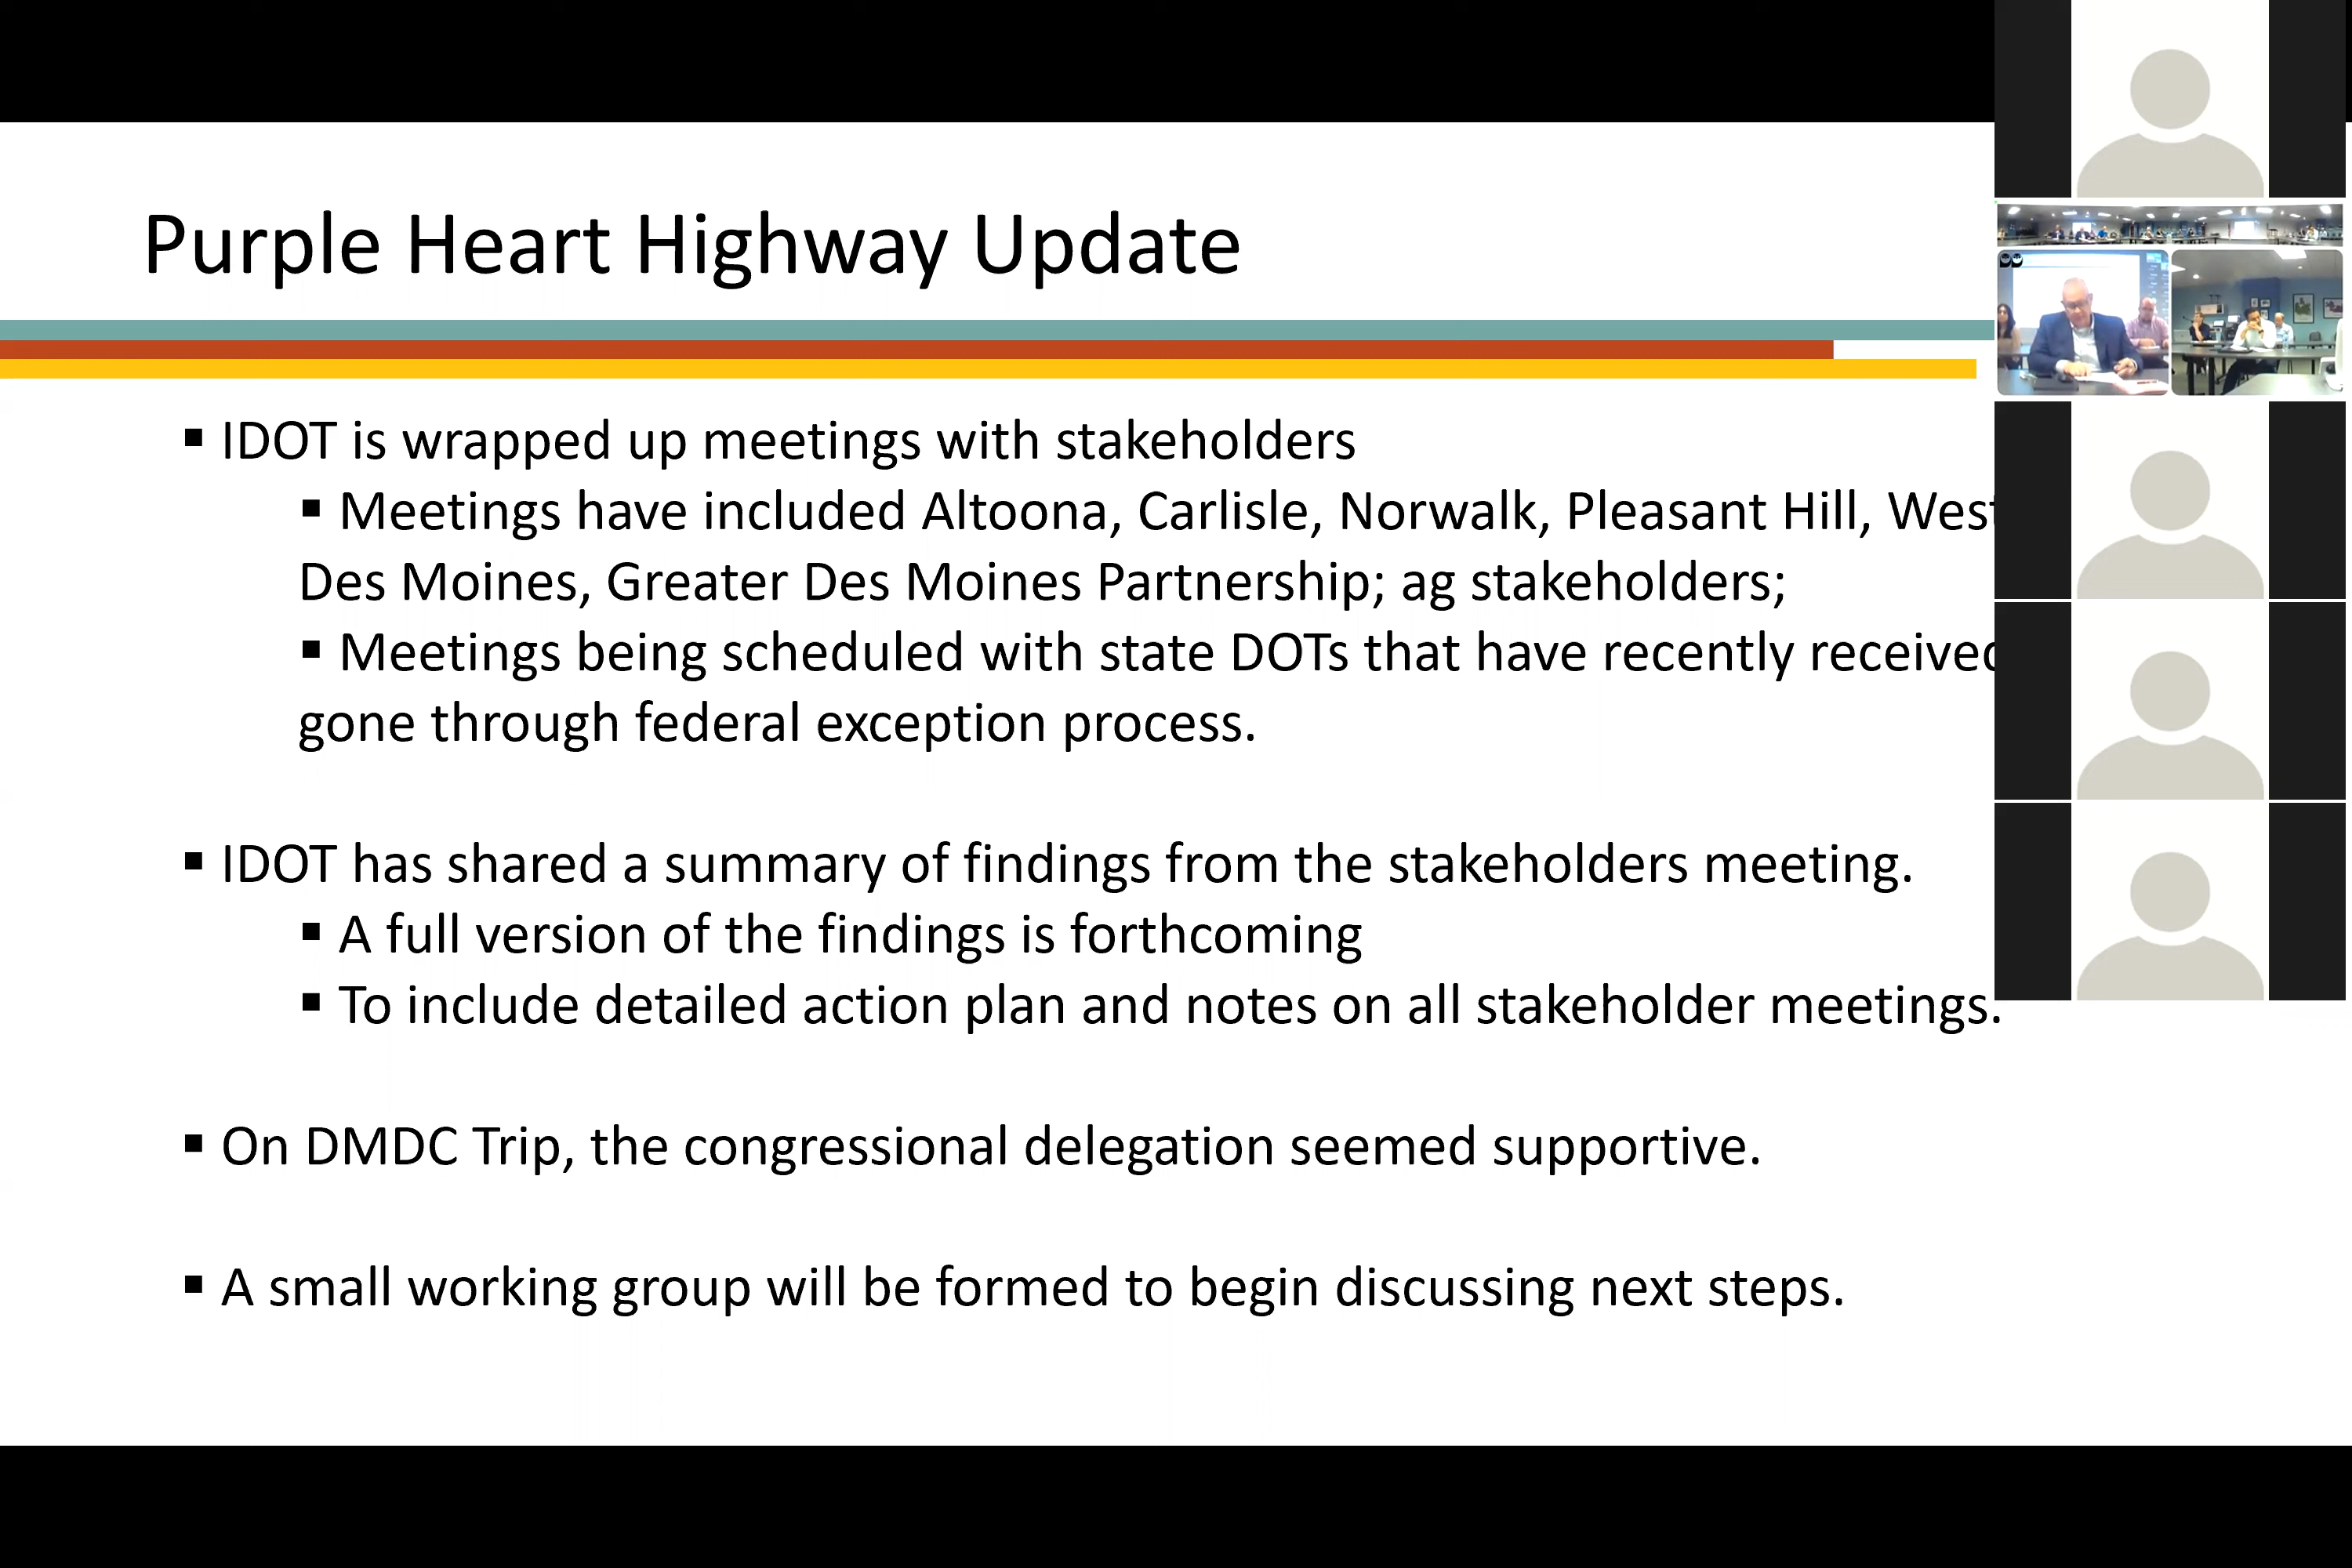 Purple Heart Highway Update
▪ IDOT is wrapped up meetings with stakeholders
▪ Meetings have included Altoona, Carlisle, Norwalk, Pleasant Hill, West
Des Moines, Greater Des Moines Partnership; ag stakeholders;
▪ Meetings being scheduled with state DOTs that have recently received
gone through federal exception process.
▪ IDOT has shared a summary of findings from the stakeholders meeting.
▪ A full version of the findings is forthcoming
▪ To include detailed action plan and notes on all stakeholder meetings.
▪ On DMDC Trip, the congressional delegation seemed supportive.
▪ A small working group will be formed to begin discussing next steps.